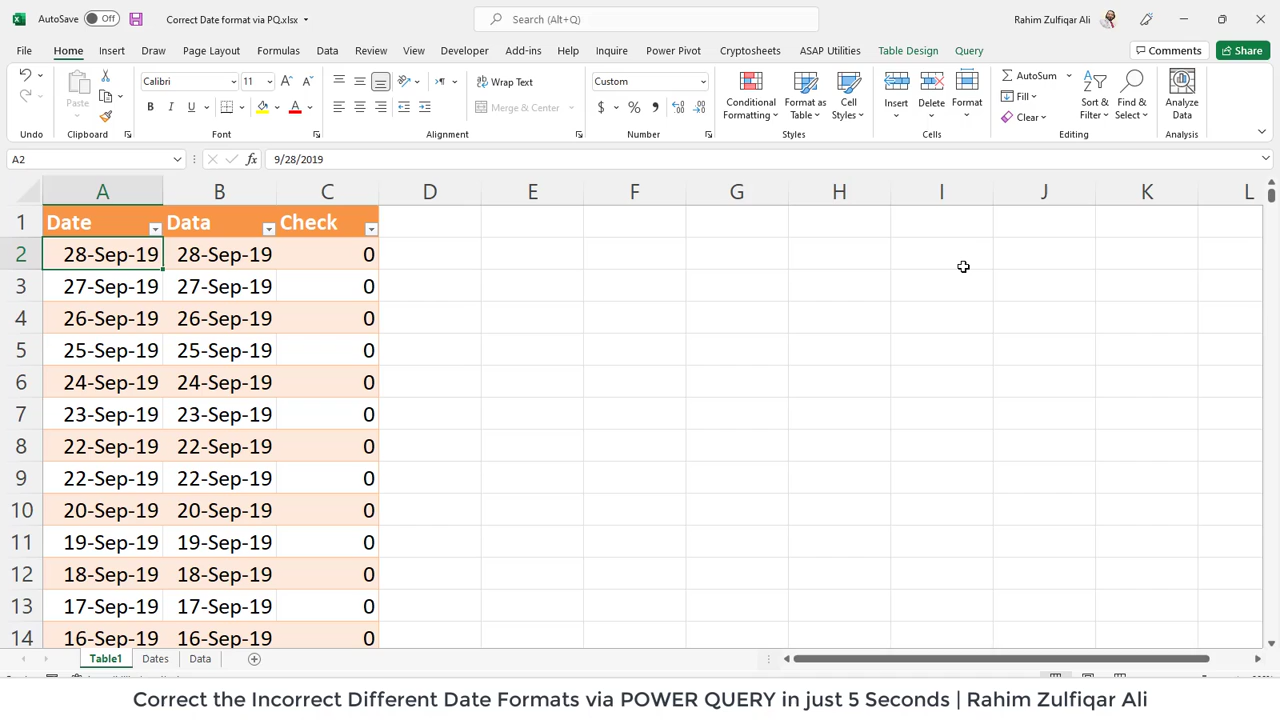 AutoSave Off Correct Date format via PQ.xlsx Search (Alt+Q) Rahim Zulfiqar Ali
File Home Insert Draw Page Layout Formulas Data Review View Developer Add-ins Help Inquire Power Pivot Cryptosheets ASAP Utilities Table Design Query Comments Share
Paste Calibri 11 A^ A˅ B I U A Wrap Text Merge & Center Custom $ % , Conditional Formatting Format as Table Cell Styles Insert Delete Format AutoSum Fill Clear Sort & Filter Find & Select Analyze Data
Undo Clipboard Font Alignment Number Styles Cells Editing Analysis
A2 fx 9/28/2019
A B C D E F G H I J K L
1 Date Data Check
2 28-Sep-19 28-Sep-19 0
3 27-Sep-19 27-Sep-19 0
4 26-Sep-19 26-Sep-19 0
5 25-Sep-19 25-Sep-19 0
6 24-Sep-19 24-Sep-19 0
7 23-Sep-19 23-Sep-19 0
8 22-Sep-19 22-Sep-19 0
9 22-Sep-19 22-Sep-19 0
10 20-Sep-19 20-Sep-19 0
11 19-Sep-19 19-Sep-19 0
12 18-Sep-19 18-Sep-19 0
13 17-Sep-19 17-Sep-19 0
14 16-Sep-19 16-Sep-19 0
Table1 Dates Data
Correct the Incorrect Different Date Formats via POWER QUERY in just 5 Seconds | Rahim Zulfiqar Ali